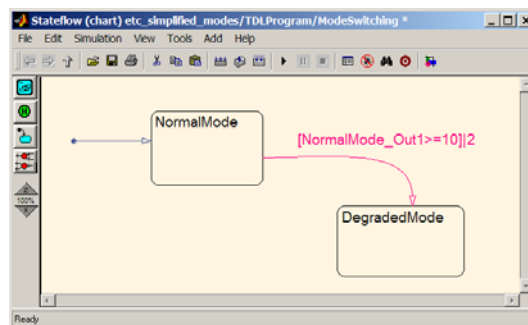 Stateflow (chart) etc_simplified_modes/TDLProgram/ModeSwitching *
File Edit Simulation View Tools Add Help
NormalMode
[NormalMode_Out1>=10]|2
100%
DegradedMode
Ready